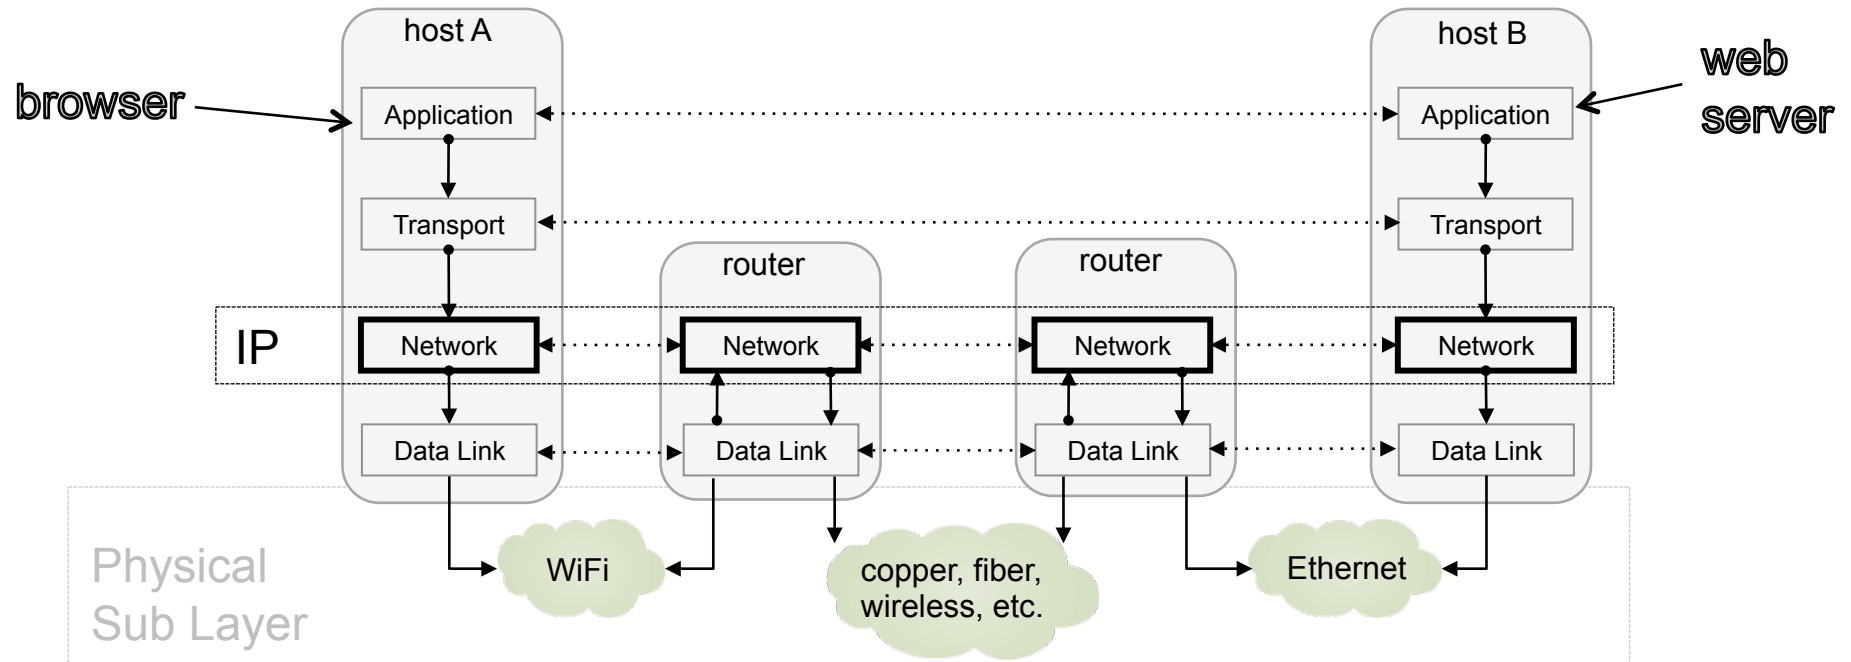 host A
host B
browser
web
server
Application
Application
Transport
Transport
router
router
IP
Network
Network
Network
Network
Data Link
Data Link
Data Link
Data Link
Physical
Sub Layer
WiFi
copper, fiber,
wireless, etc.
Ethernet